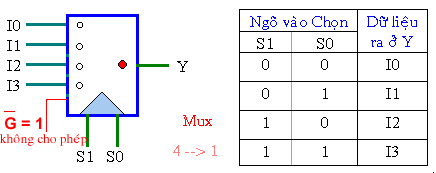 I0
I1
I2
I3
Y
G = 1
không cho phép
S1 S0
Mux
4 --> 1
Ngõ vào Chọn
Dữ liệu
ra ở Y
S1 S0
0 0 I0
0 1 I1
1 0 I2
1 1 I3